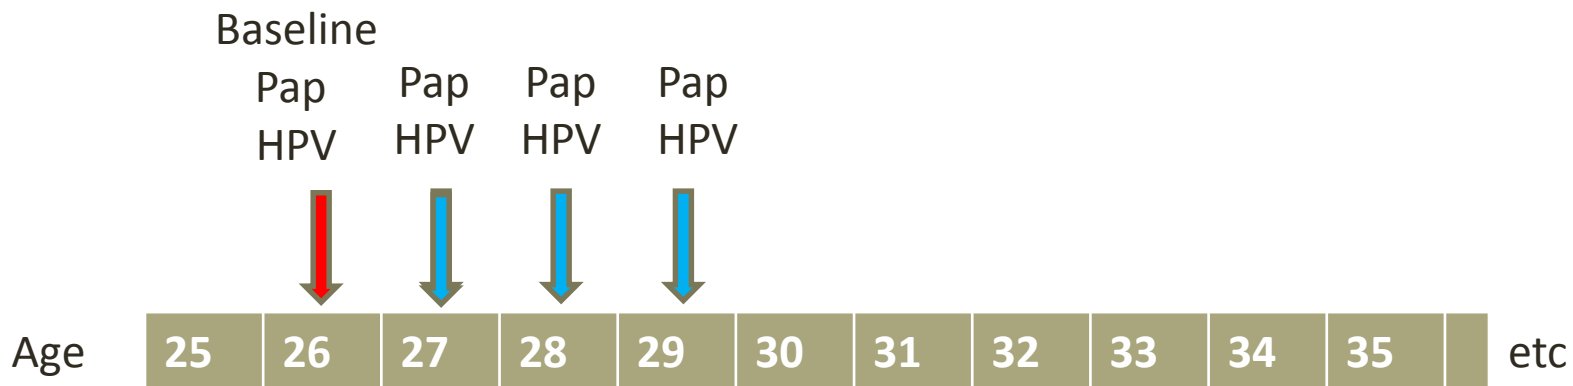 Baseline
Pap Pap Pap Pap
HPV HPV HPV HPV
Age 25 26 27 28 29 30 31 32 33 34 35 etc